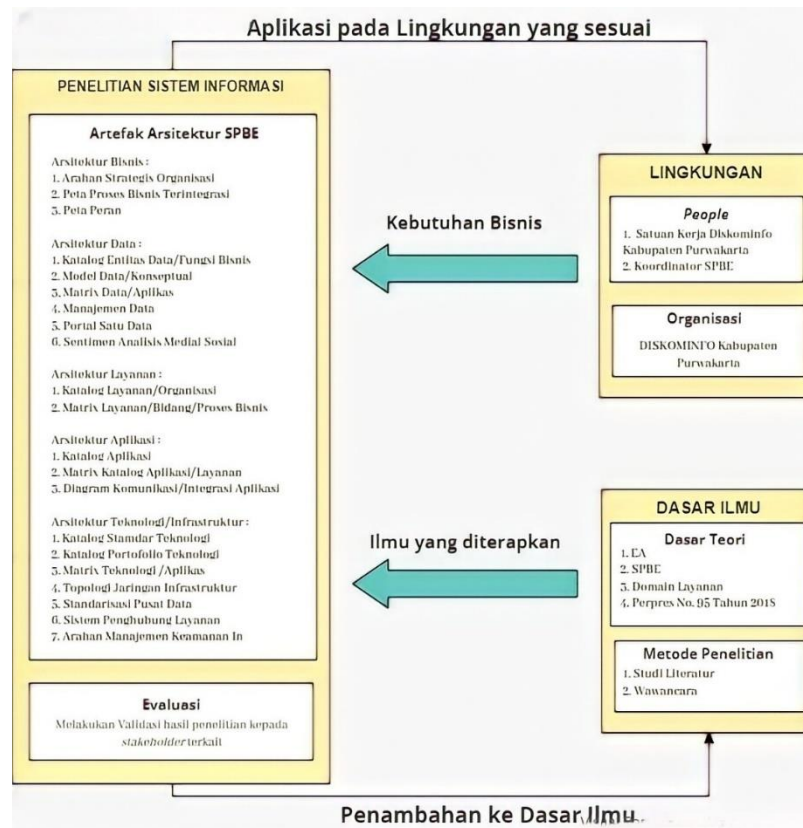 Aplikasi pada Lingkungan yang sesuai
PENELITIAN SISTEM INFORMASI
Artefak Arsitektur SPBE
Arsitektur Bisnis :
1. Arahan Strategis Organisasi
2. Peta Proses Bisnis Terintegrasi
3. Peta Peran
Arsitektur Data :
1. Katalog Entitas Data/Fungsi Bisnis
2. Model Data/Konseptual
3. Matrix Data/Aplikas
4. Manajemen Data
5. Portal Satu Data
6. Sentimen Analisis Medial Sosial
Arsitektur Layanan :
1. Katalog Layanan/Organisasi
2. Matrix Layanan/Bidang/Proses Bisnis
Arsitektur Aplikasi :
1. Katalog Aplikasi
2. Matrix Katalog Aplikasi/Layanan
3. Diagram Komunikasi/Integrasi Aplikasi
Arsitektur Teknologi/Infrastruktur :
1. Katalog Stamdar Teknologi
2. Katalog Portofolio Teknologi
3. Matrix Teknologi /Aplikas
4. Topologi Jaringan Infrastruktur
5. Standarisasi Pusat Data
6. Sistem Penghubung Layanan
7. Arahan Manajemen Keamanan In
Evaluasi
Melakukan Validasi hasil penelitian kepada
stakeholder terkait
Kebutuhan Bisnis
Ilmu yang diterapkan
LINGKUNGAN
People
1. Satuan Kerja Diskominfo
Kabupaten Purwakarta
2. Koordinator SPBE
Organisasi
DISKOMINFO Kabupaten
Purwakarta
DASAR ILMU
Dasar Teori
1. EA
2. SPBE
3. Domain Layanan
4. Perpres No. 95 Tahun 2018
Metode Penelitian
1. Studi Literatur
2. Wawancara
Penambahan ke Dasar Ilmu